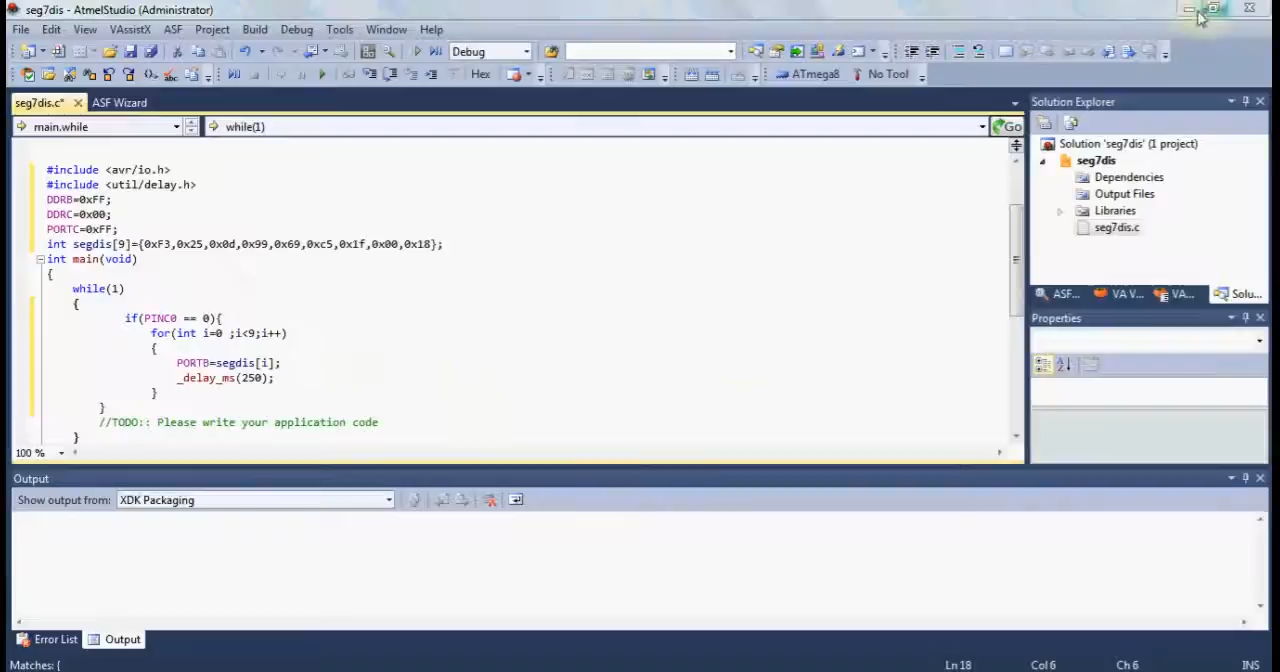 seg7dis - AtmelStudio (Administrator)
File Edit View VAssistX ASF Project Build Debug Tools Window Help
Debug
Hex ATmega8 No Tool
seg7dis.c* ASF Wizard
main.while while(1) Go
#include <avr/io.h>
#include <util/delay.h>
DDRB=0xFF;
DDRC=0x00;
PORTC=0xFF;
int segdis[9]={0xF3,0x25,0x0d,0x99,0x69,0xc5,0x1f,0x00,0x18};
int main(void)
{
while(1)
{
if(PINC0 == 0){
for(int i=0 ;i<9;i++)
{
PORTB=segdis[i];
_delay_ms(250);
}
}
//TODO:: Please write your application code
}
100 %
Solution Explorer
Solution 'seg7dis' (1 project)
seg7dis
Dependencies
Output Files
Libraries
seg7dis.c
ASF... VA V... VA... Solu...
Properties
Output
Show output from: XDK Packaging
Error List Output
Matches: { Ln 18 Col 6 Ch 6 INS